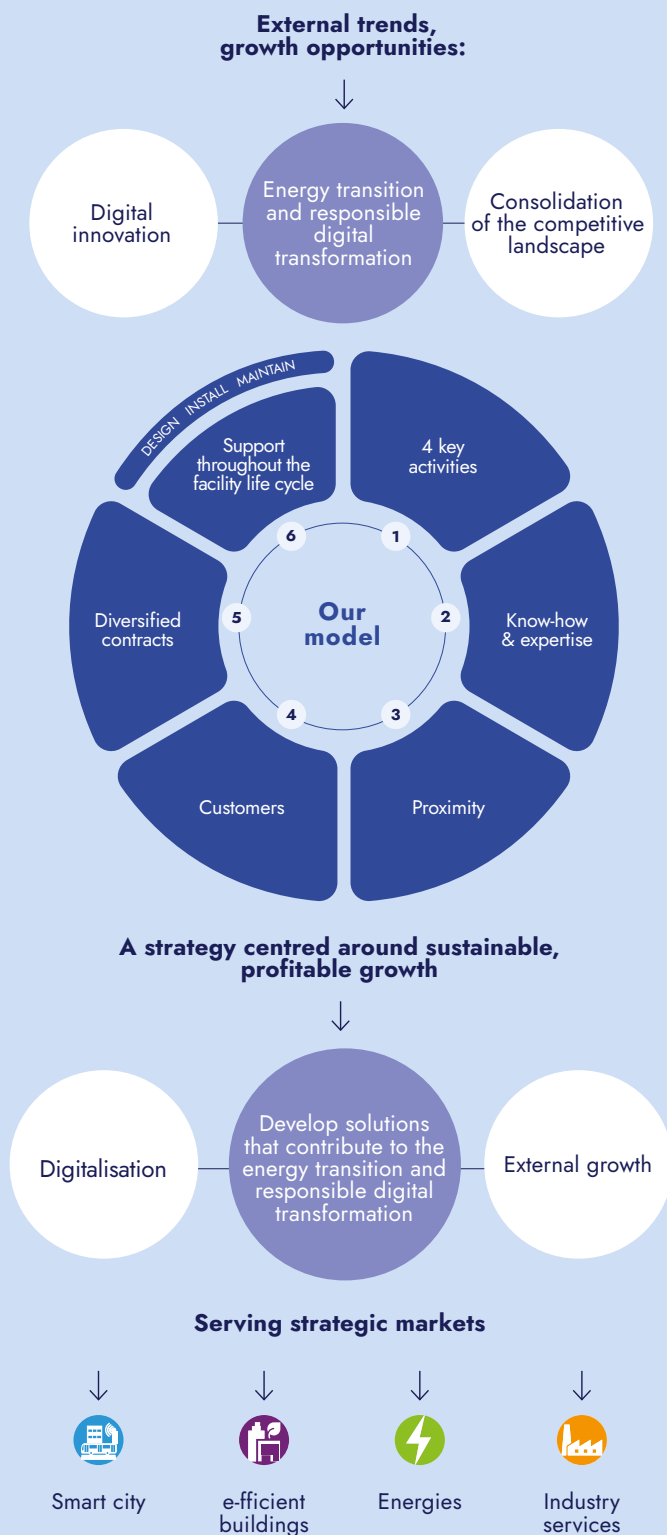 External trends,
growth opportunities:
Digital
innovation
Energy transition
and responsible
digital
transformation
Consolidation
of the competitive
landscape
DESIGN INSTALL MAINTAIN
Support
throughout the
facility life cycle
4 key
activities
6
1
Diversified
contracts
5
Our
model
2
Know-how
& expertise
4
3
Customers
Proximity
A strategy centred around sustainable,
profitable growth
Digitalisation
Develop solutions
that contribute to the
energy transition and
responsible digital
transformation
External growth
Serving strategic markets
Smart city
e-fficient
buildings
Energies
Industry
services